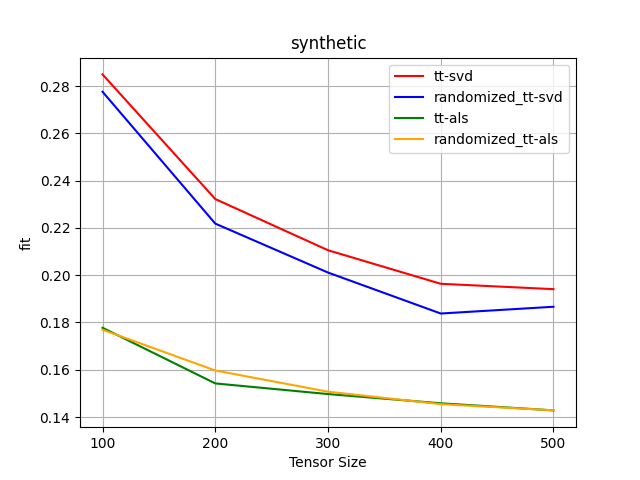 synthetic
tt-svd
randomized_tt-svd
tt-als
randomized_tt-als
fit
0.28
0.26
0.24
0.22
0.20
0.18
0.16
0.14
100 200 300 400 500
Tensor Size